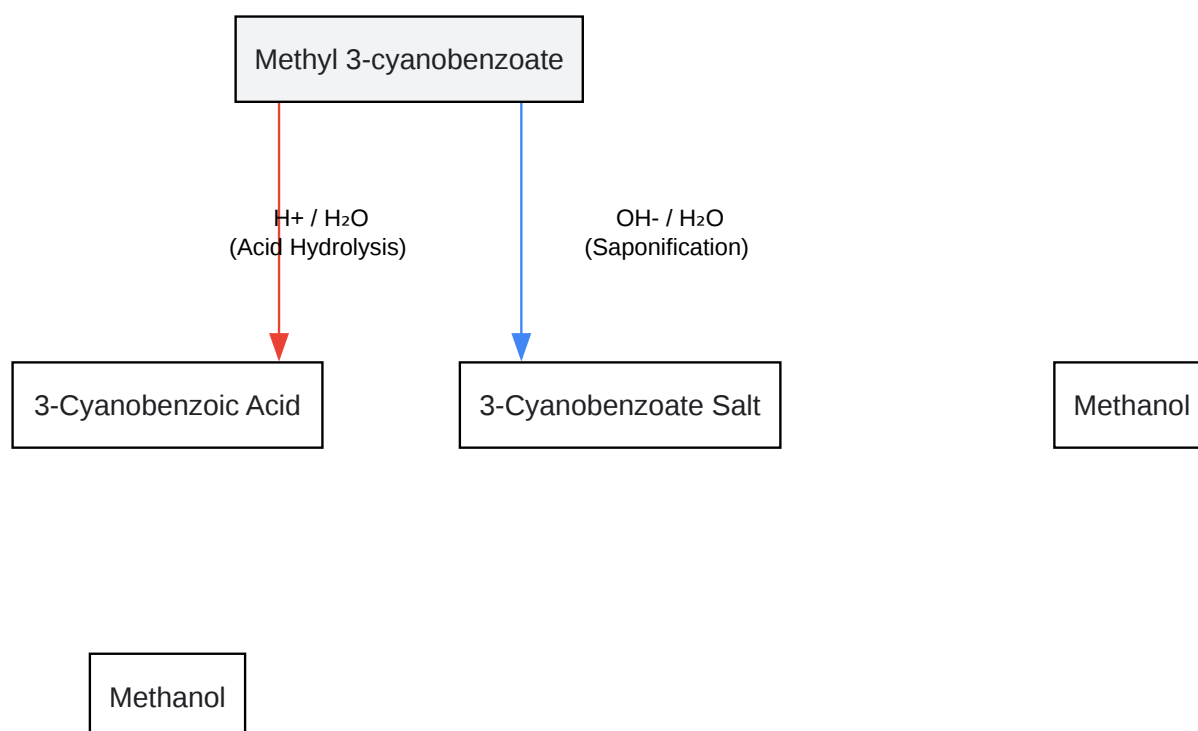 Methyl 3-cyanobenzoate
H+ / H₂O
(Acid Hydrolysis)
OH- / H₂O
(Saponification)
3-Cyanobenzoic Acid
3-Cyanobenzoate Salt
Methanol
Methanol